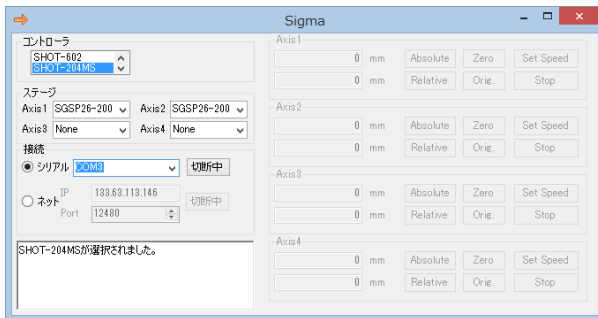 Sigma
コントローラ
SHOT-602
SHOT-204MS
ステージ
Axis1 SGSP26-200 Axis2 SGSP26-200
Axis3 None Axis4 None
接続
シリアル COM3 切断中
ネット IP 133.63.113.146 切断中
Port 12480
SHOT-204MSが選択されました。
Axis1
0 mm Absolute Zero Set Speed
0 mm Relative Orig. Stop
Axis2
0 mm Absolute Zero Set Speed
0 mm Relative Orig. Stop
Axis3
0 mm Absolute Zero Set Speed
0 mm Relative Orig. Stop
Axis4
0 mm Absolute Zero Set Speed
0 mm Relative Orig. Stop